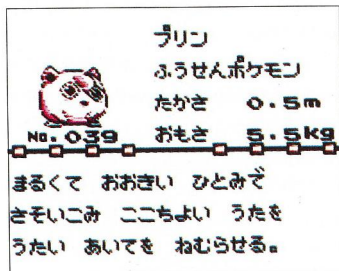 プリン
ふうせんポケモン
たかさ 0.5m
No.039 おもさ 5.5kg
まるくて おおきい ひとみで
さそいこみ ここちよい うたを
うたい あいてを ねむらせる。